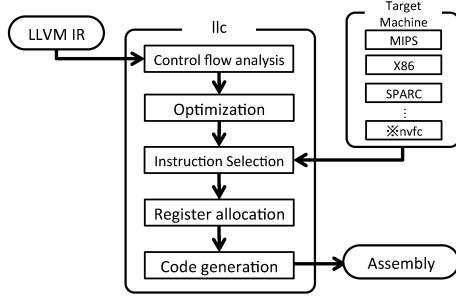 LLVM IR
llc
Control flow analysis
Optimization
Instruction Selection
Register allocation
Code generation
Target
Machine
MIPS
X86
SPARC
⋮
※nvfc
Assembly